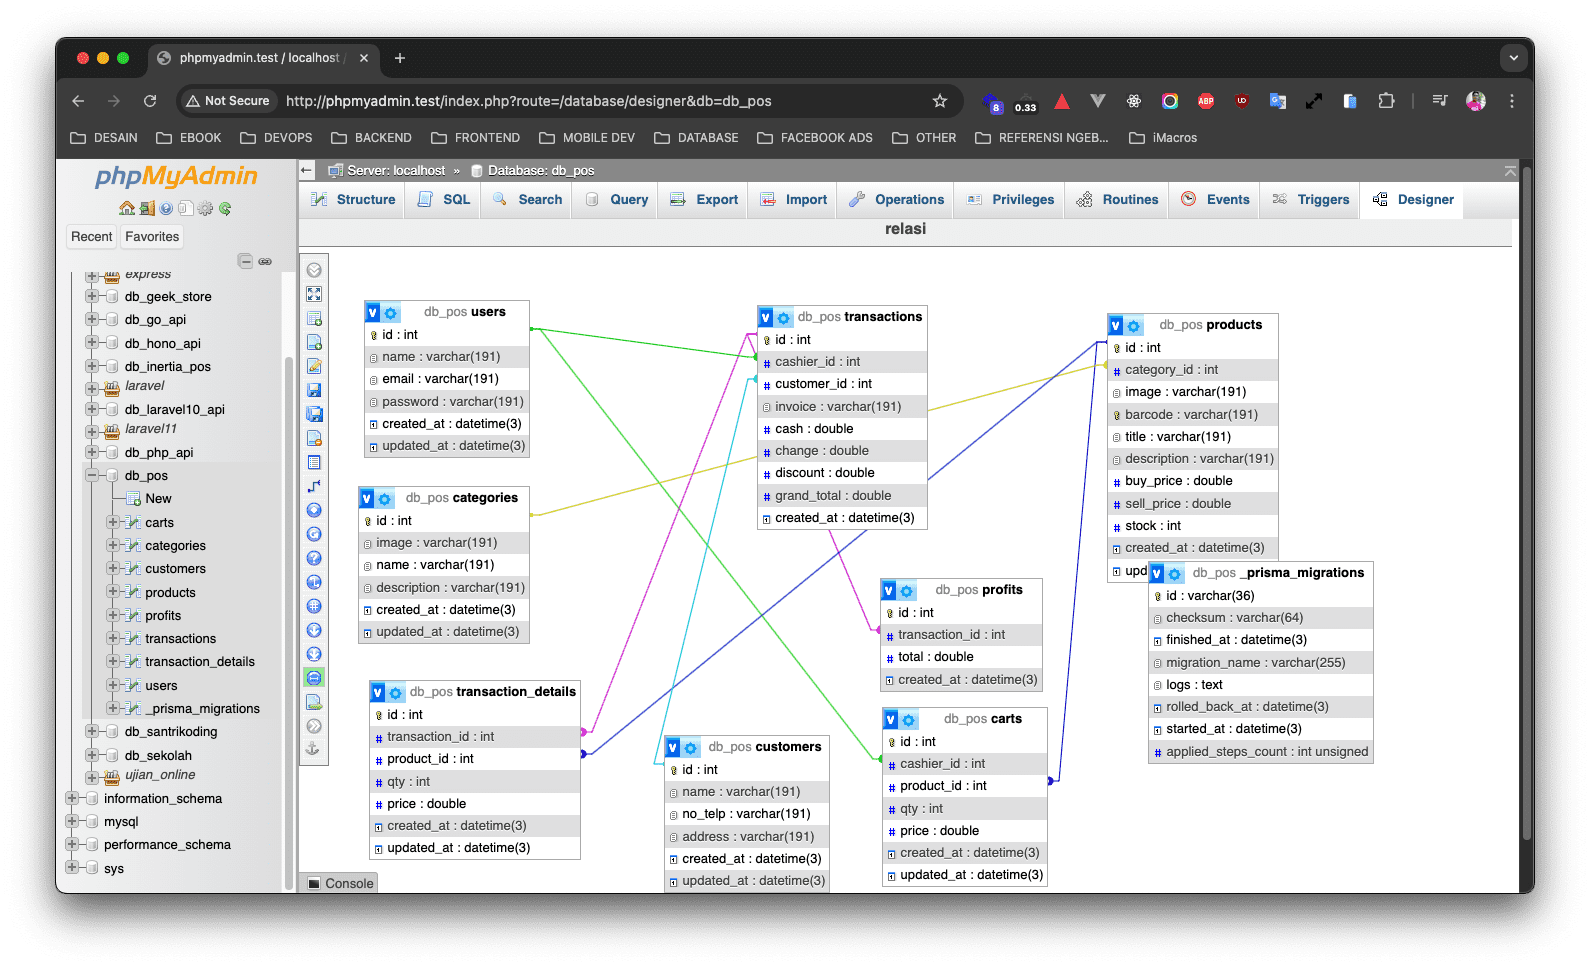 phpmyadmin.test / localhost /
Not Secure
http://phpmyadmin.test/index.php?route=/database/designer&db=db_pos
8
0.33
ABP
DESAIN
EBOOK
DEVOPS
BACKEND
FRONTEND
MOBILE DEV
DATABASE
FACEBOOK ADS
OTHER
REFERENSI NGEB...
iMacros
phpMyAdmin
Recent
Favorites
express
db_geek_store
db_go_api
db_hono_api
db_inertia_pos
laravel
db_laravel10_api
laravel11
db_php_api
db_pos
New
carts
categories
customers
products
profits
transactions
transaction_details
users
_prisma_migrations
db_santrikoding
db_sekolah
ujian_online
information_schema
mysql
performance_schema
sys
Server: localhost » Database: db_pos
Structure
SQL
Search
Query
Export
Import
Operations
Privileges
Routines
Events
Triggers
Designer
relasi
V db_pos users
id : int
name : varchar(191)
email : varchar(191)
password : varchar(191)
created_at : datetime(3)
updated_at : datetime(3)
V db_pos categories
id : int
image : varchar(191)
name : varchar(191)
description : varchar(191)
created_at : datetime(3)
updated_at : datetime(3)
V db_pos transaction_details
id : int
# transaction_id : int
# product_id : int
# qty : int
# price : double
created_at : datetime(3)
updated_at : datetime(3)
V db_pos transactions
id : int
# cashier_id : int
# customer_id : int
invoice : varchar(191)
# cash : double
# change : double
# discount : double
# grand_total : double
created_at : datetime(3)
V db_pos customers
id : int
name : varchar(191)
no_telp : varchar(191)
address : varchar(191)
created_at : datetime(3)
updated_at : datetime(3)
V db_pos profits
id : int
# transaction_id : int
# total : double
created_at : datetime(3)
V db_pos carts
id : int
# cashier_id : int
# product_id : int
# qty : int
# price : double
created_at : datetime(3)
updated_at : datetime(3)
V db_pos products
id : int
# category_id : int
image : varchar(191)
barcode : varchar(191)
title : varchar(191)
description : varchar(191)
# buy_price : double
# sell_price : double
# stock : int
created_at : datetime(3)
upd
V db_pos _prisma_migrations
id : varchar(36)
checksum : varchar(64)
finished_at : datetime(3)
migration_name : varchar(255)
logs : text
rolled_back_at : datetime(3)
started_at : datetime(3)
# applied_steps_count : int unsigned
Console